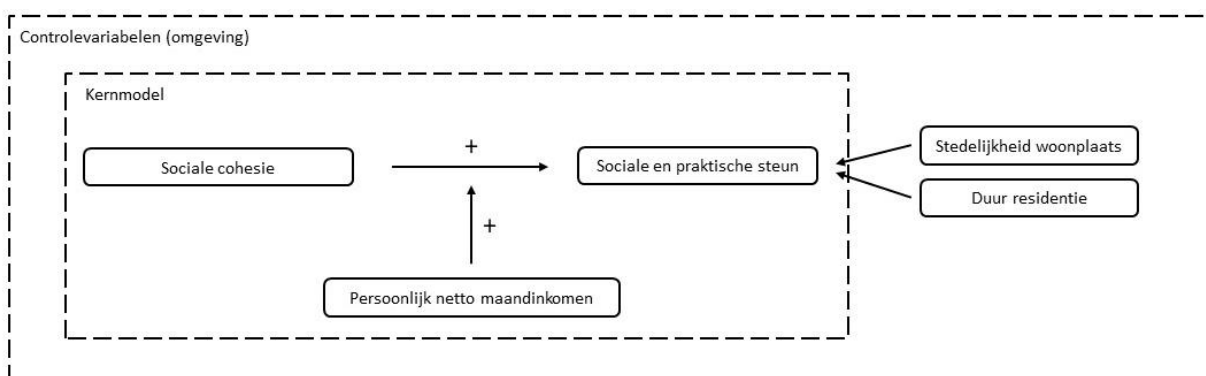 Controlevariabelen (omgeving)
Kernmodel
Sociale cohesie
+
Sociale en praktische steun
Stedelijkheid woonplaats
Duur residentie
+
Persoonlijk netto maandinkomen